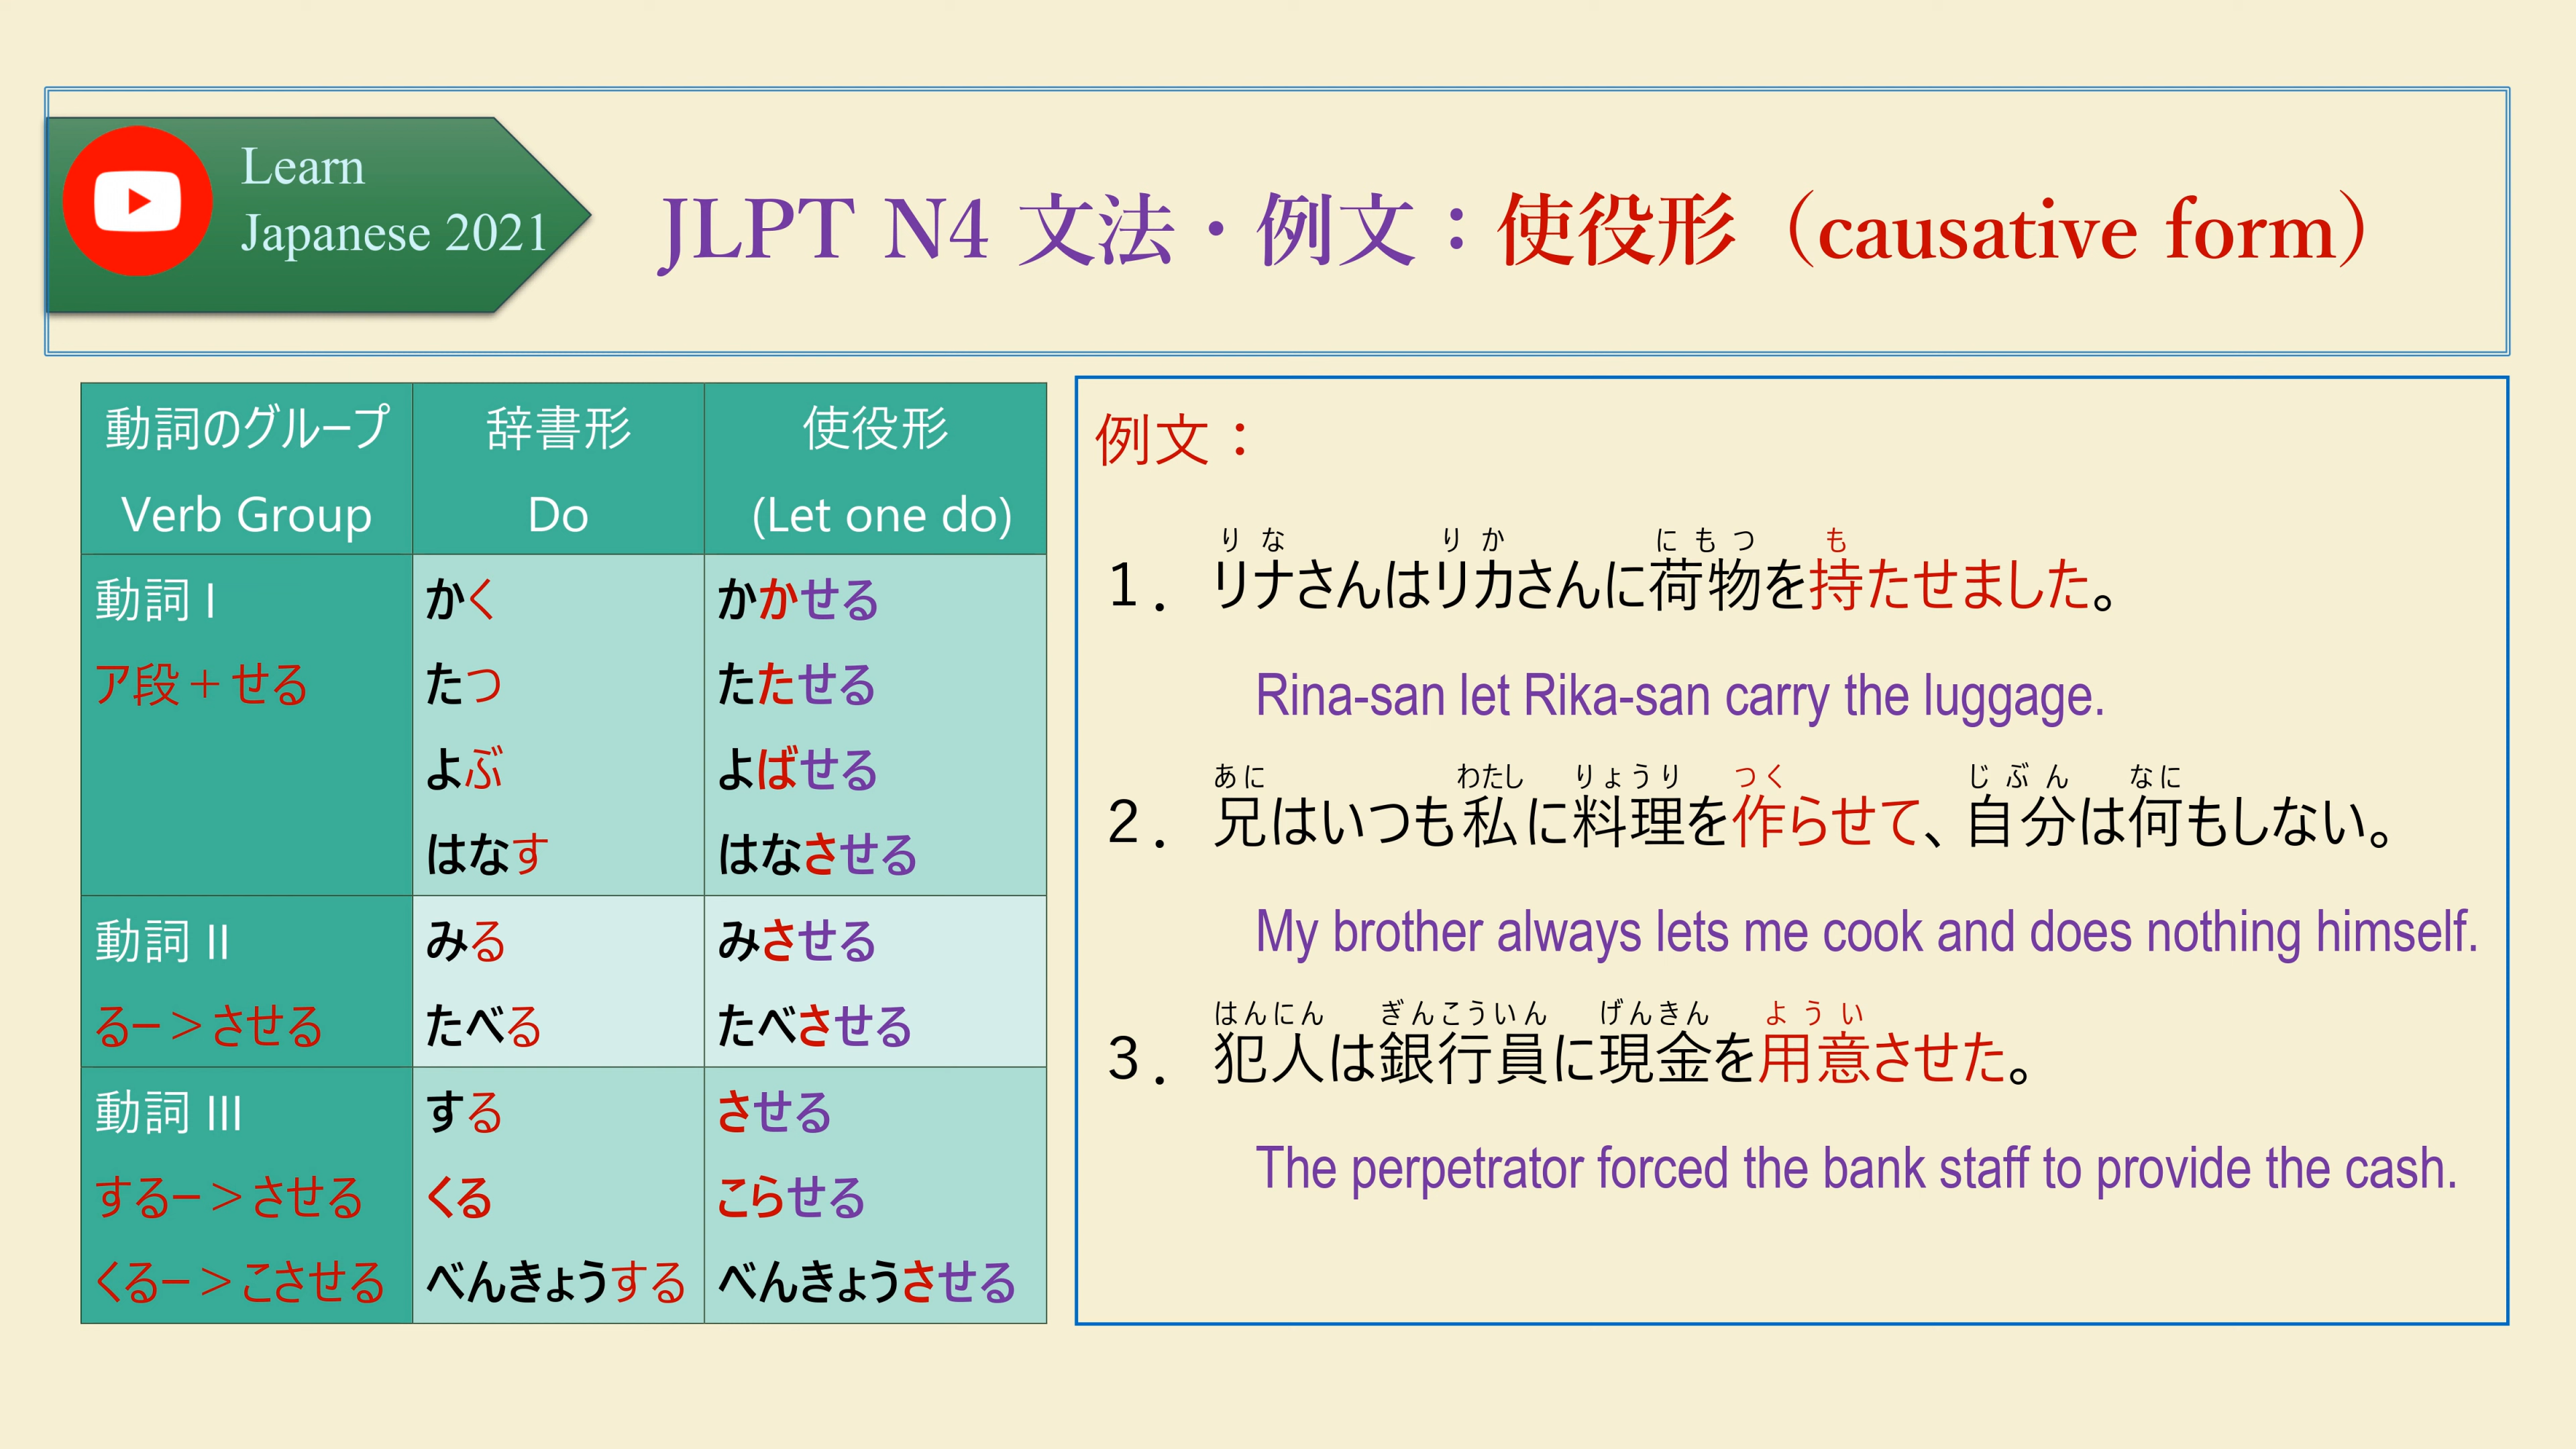 Learn
Japanese 2021
JLPT N4 文法・例文：使役形（causative form）
動詞のグループ 辞書形 使役形
Verb Group Do (Let one do)
動詞 I かく かかせる
ア段＋せる たつ たたせる
よぶ よばせる
はなす はなさせる
動詞 II みる みさせる
るー＞させる たべる たべさせる
動詞 III する させる
するー＞させる くる こらせる
くるー＞こさせる べんきょうする べんきょうさせる
例文：
りな りか にもつ も
1． リナさんはリカさんに荷物を持たせました。
Rina-san let Rika-san carry the luggage.
あに わたし りょうり つく じぶん なに
2． 兄はいつも私に料理を作らせて、自分は何もしない。
My brother always lets me cook and does nothing himself.
はんにん ぎんこういん げんきん ようい
3． 犯人は銀行員に現金を用意させた。
The perpetrator forced the bank staff to provide the cash.